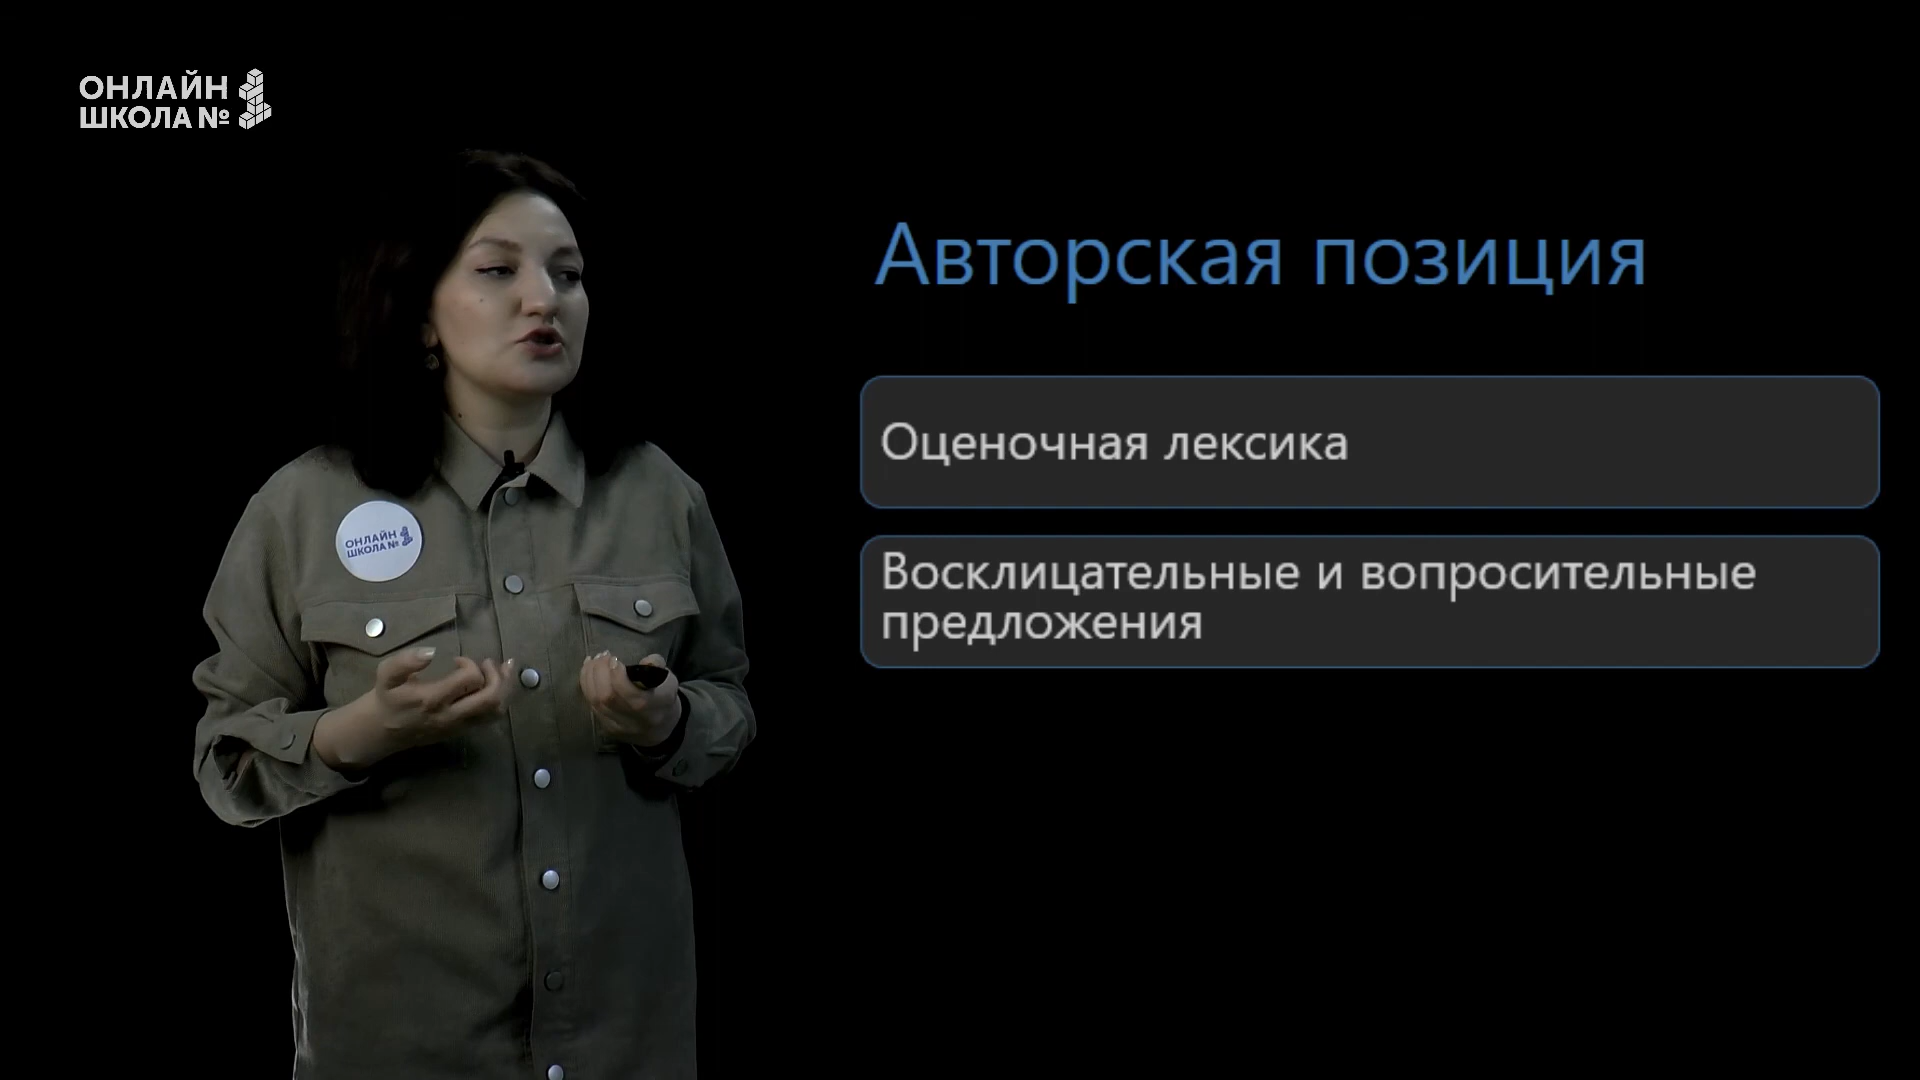 ОНЛАЙН
ШКОЛА №
Авторская позиция
Оценочная лексика
Восклицательные и вопросительные
предложения
ОНЛАЙН
ШКОЛА №